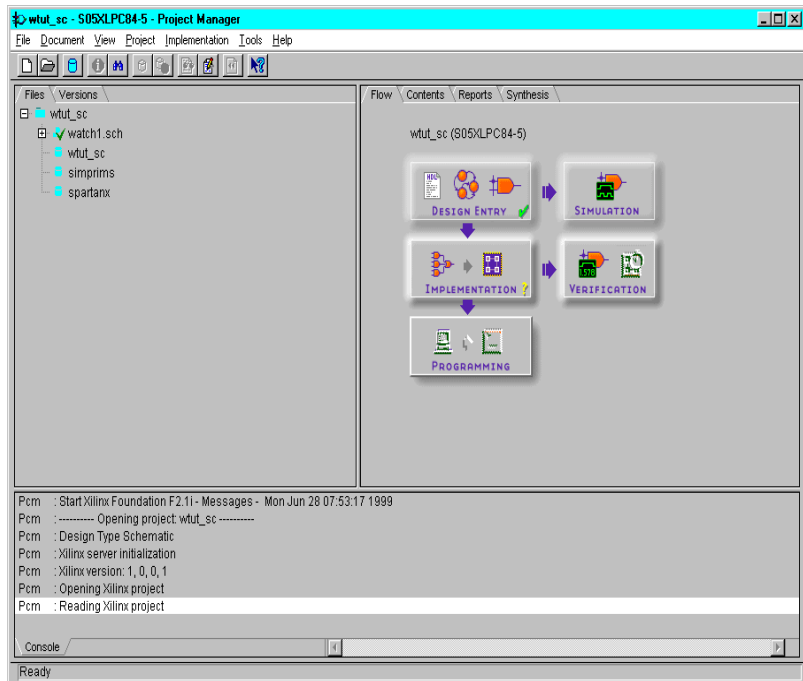 wtut_sc - S05XLPC84-5 - Project Manager
File Document View Project Implementation Tools Help
Files Versions
wtut_sc
watch1.sch
wtut_sc
simprims
spartanx
Flow Contents Reports Synthesis
wtut_sc (S05XLPC84-5)
HDL
DESIGN ENTRY
SIMULATION
IMPLEMENTATION ?
1578
VERIFICATION
PROGRAMMING
Pcm : Start Xilinx Foundation F2.1i - Messages - Mon Jun 28 07:53:17 1999
Pcm : ---------- Opening project: wtut_sc ----------
Pcm : Design Type Schematic
Pcm : Xilinx server initialization
Pcm : Xilinx version: 1, 0, 0, 1
Pcm : Opening Xilinx project
Pcm : Reading Xilinx project
Console
Ready